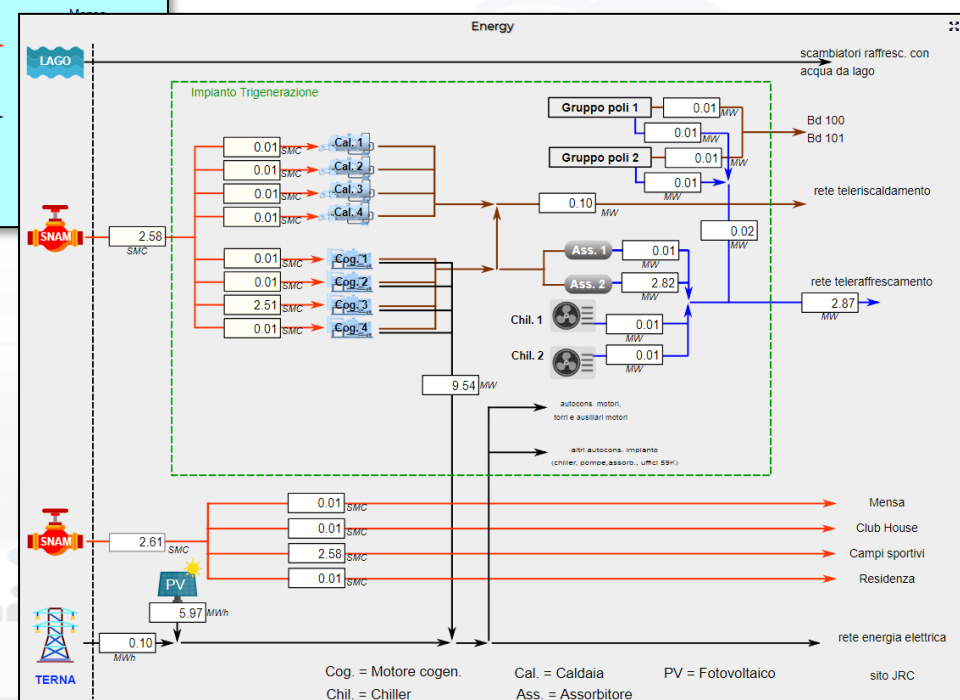 Mensa
Energy
LAGO
scambiatori raffresc. con
acqua da lago
Impianto Trigenerazione
Gruppo poli 1
0.01
MW
0.01
MW
Bd 100
Bd 101
Gruppo poli 2
0.01
MW
0.01
MW
0.01
SMC
Cal. 1
0.01
SMC
Cal. 2
0.01
SMC
Cal. 3
0.01
SMC
Cal. 4
rete teleriscaldamento
0.10
MW
SNAM
2.58
SMC
0.02
MW
0.01
SMC
Cog. 1
0.01
SMC
Cog. 2
2.51
SMC
Cog. 3
0.01
SMC
Cog. 4
Ass. 1
0.01
MW
Ass. 2
2.82
MW
rete teleraffrescamento
2.87
MW
Chil. 1
0.01
MW
Chil. 2
0.01
MW
9.54
MW
autocons. motori,
torri e ausiliari motori
altri autocons. impianto
(chiller, pompe,assorb., uffici 59K)
SNAM
2.61
SMC
0.01
SMC
Mensa
0.01
SMC
Club House
2.58
SMC
Campi sportivi
0.01
SMC
Residenza
PV
5.97
MWh
0.10
MWh
TERNA
rete energia elettrica
sito JRC
Cog. = Motore cogen.
Cal. = Caldaia
PV = Fotovoltaico
Chil. = Chiller
Ass. = Assorbitore